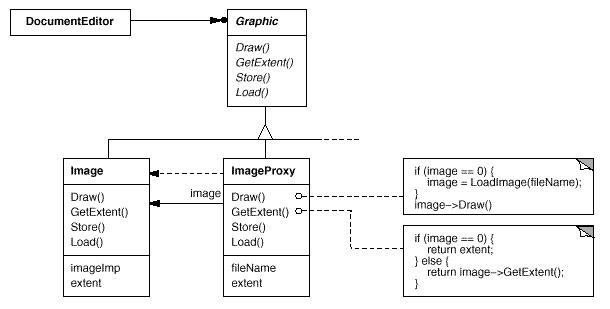 DocumentEditor
Graphic
Draw()
GetExtent()
Store()
Load()
Image
Draw()
GetExtent()
Store()
Load()
imageImp
extent
image
ImageProxy
Draw()
GetExtent()
Store()
Load()
fileName
extent
if (image == 0) {
image = LoadImage(fileName);
}
image->Draw()
if (image == 0) {
return extent;
} else {
return image->GetExtent();
}